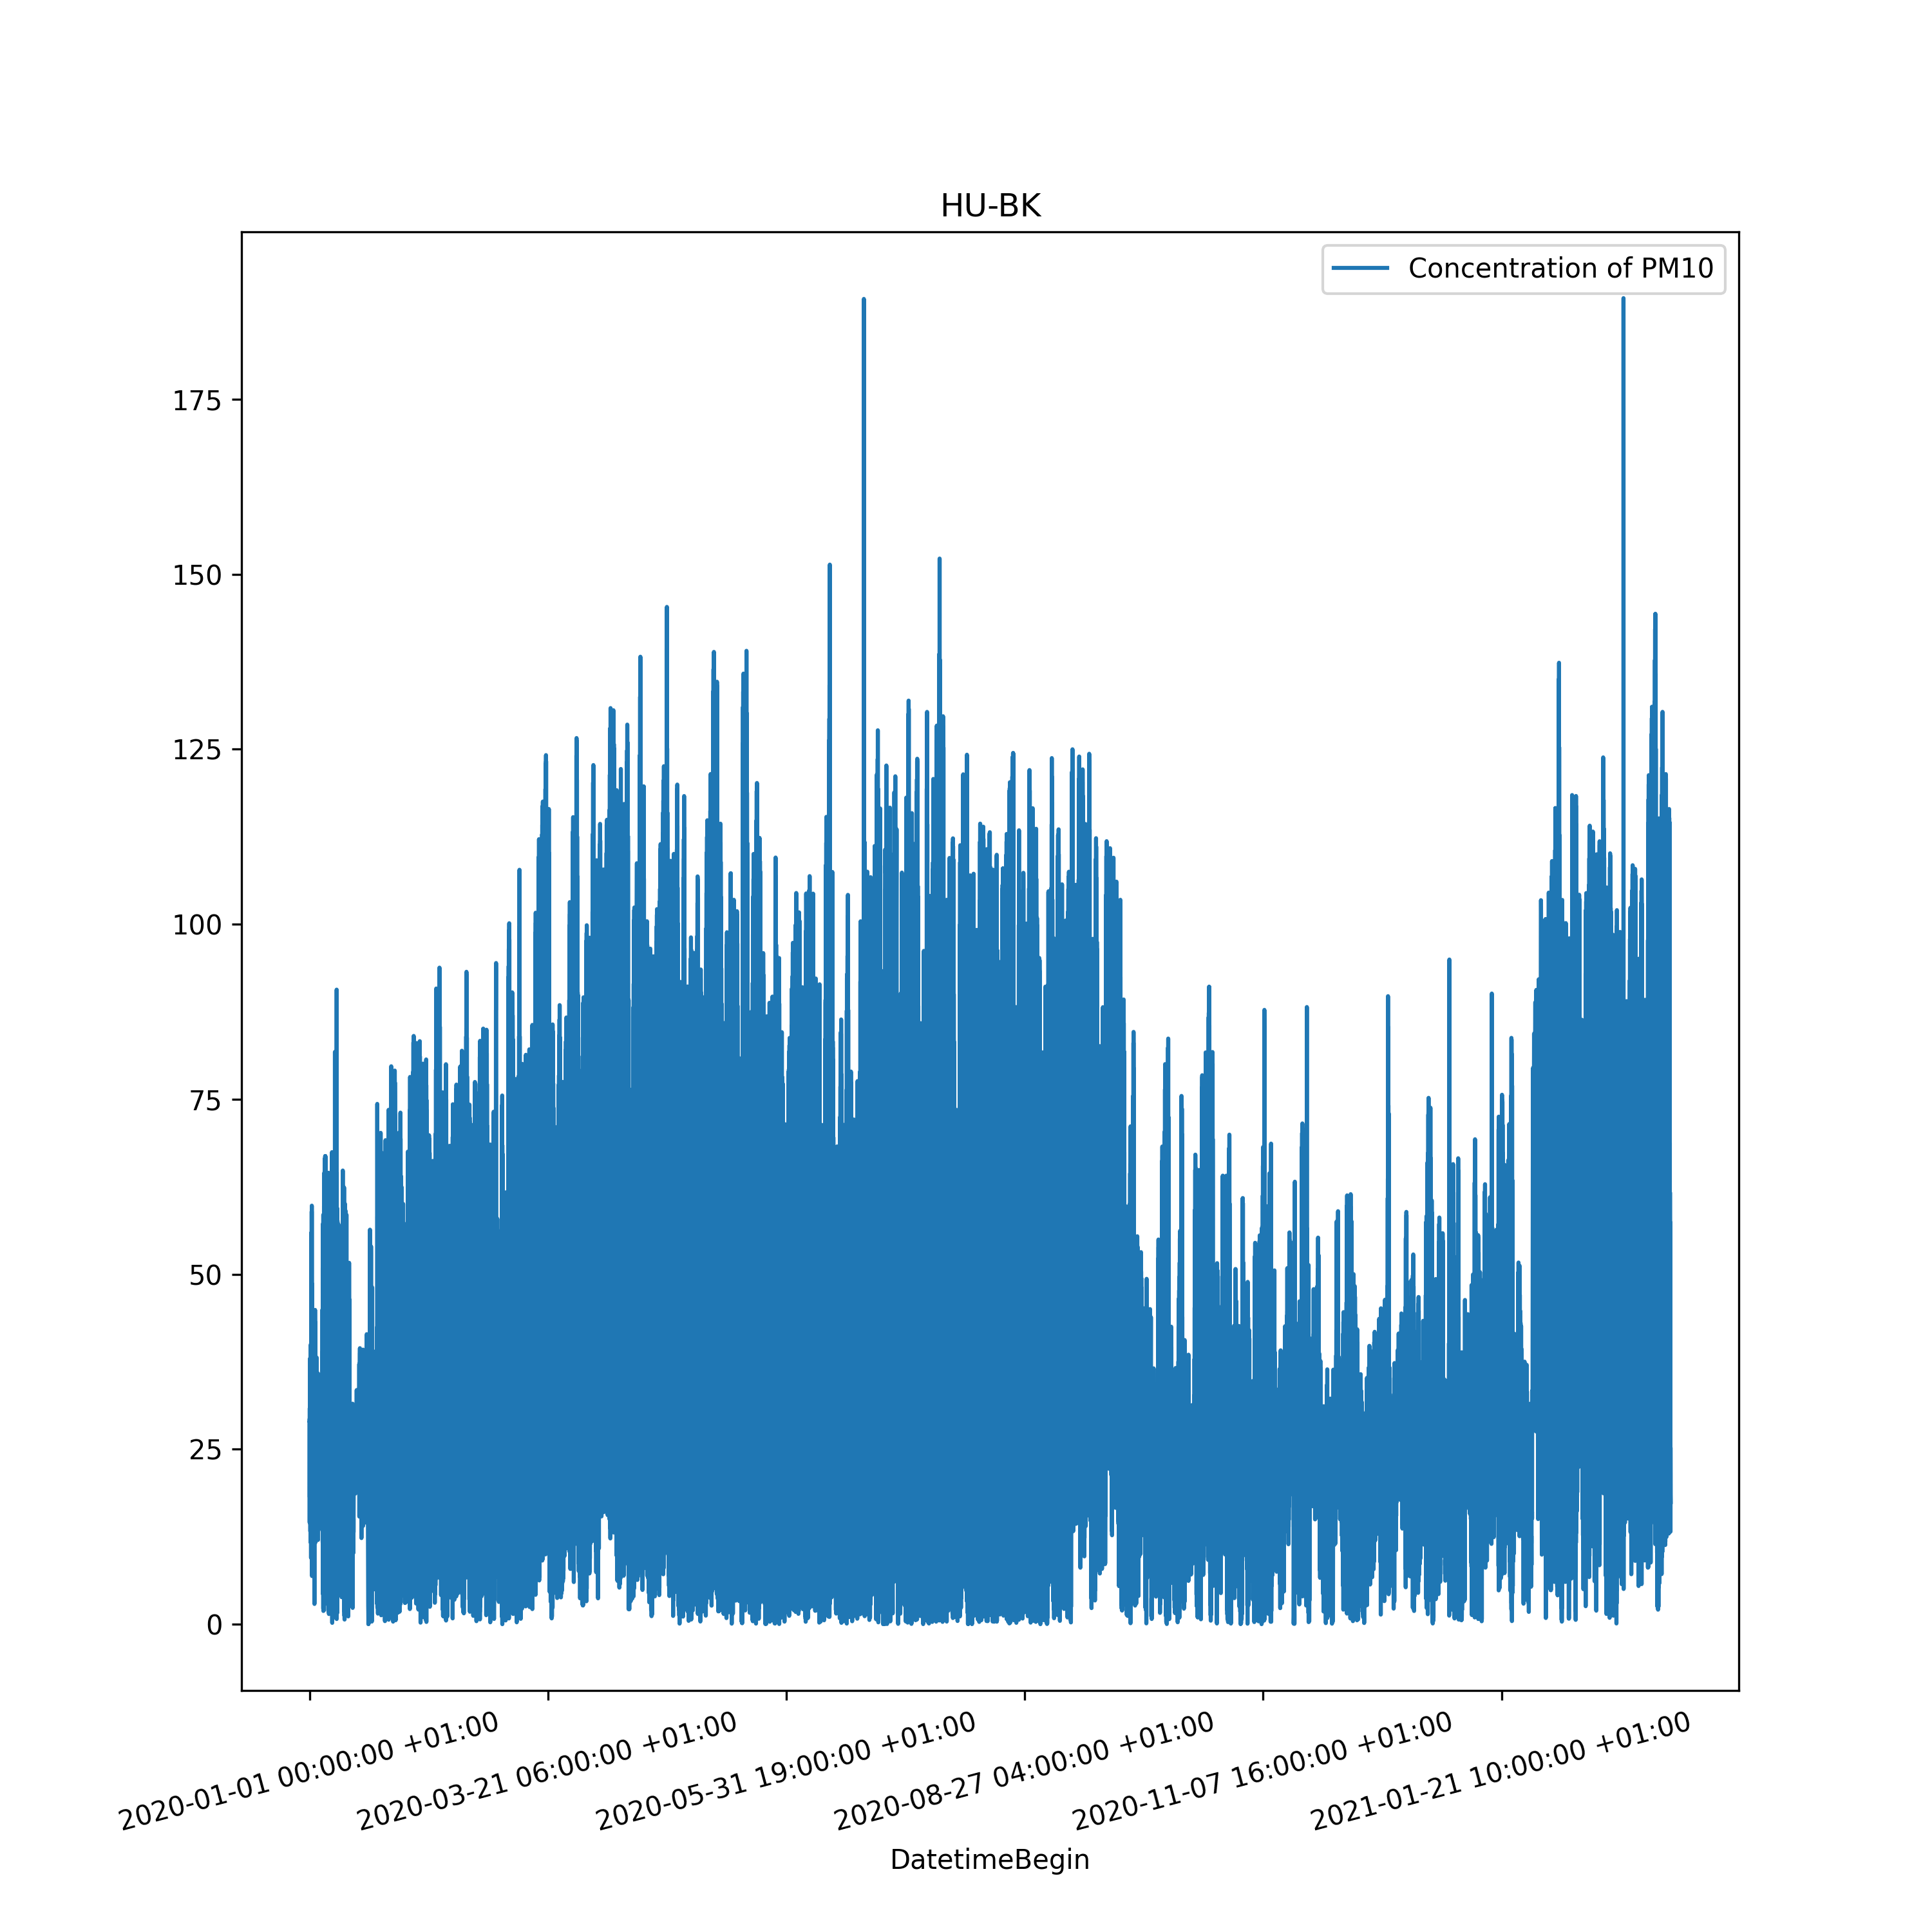 HU-BK
Concentration of PM10
175
150
125
100
75
50
25
0
2020-01-01 00:00:00 +01:00
2020-03-21 06:00:00 +01:00
2020-05-31 19:00:00 +01:00
2020-08-27 04:00:00 +01:00
2020-11-07 16:00:00 +01:00
2021-01-21 10:00:00 +01:00
DatetimeBegin